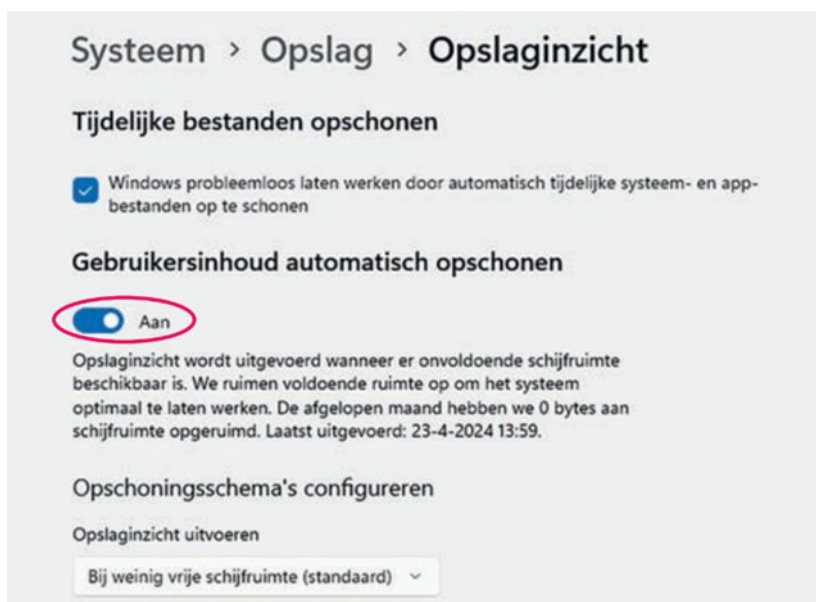 Systeem > Opslag > Opslaginzicht
Tijdelijke bestanden opschonen
Windows probleemloos laten werken door automatisch tijdelijke systeem- en app-
bestanden op te schonen
Gebruikersinhoud automatisch opschonen
Aan
Opslaginzicht wordt uitgevoerd wanneer er onvoldoende schijfruimte
beschikbaar is. We ruimen voldoende ruimte op om het systeem
optimaal te laten werken. De afgelopen maand hebben we 0 bytes aan
schijfruimte opgeruimd. Laatst uitgevoerd: 23-4-2024 13:59.
Opschoningsschema's configureren
Opslaginzicht uitvoeren
Bij weinig vrije schijfruimte (standaard)